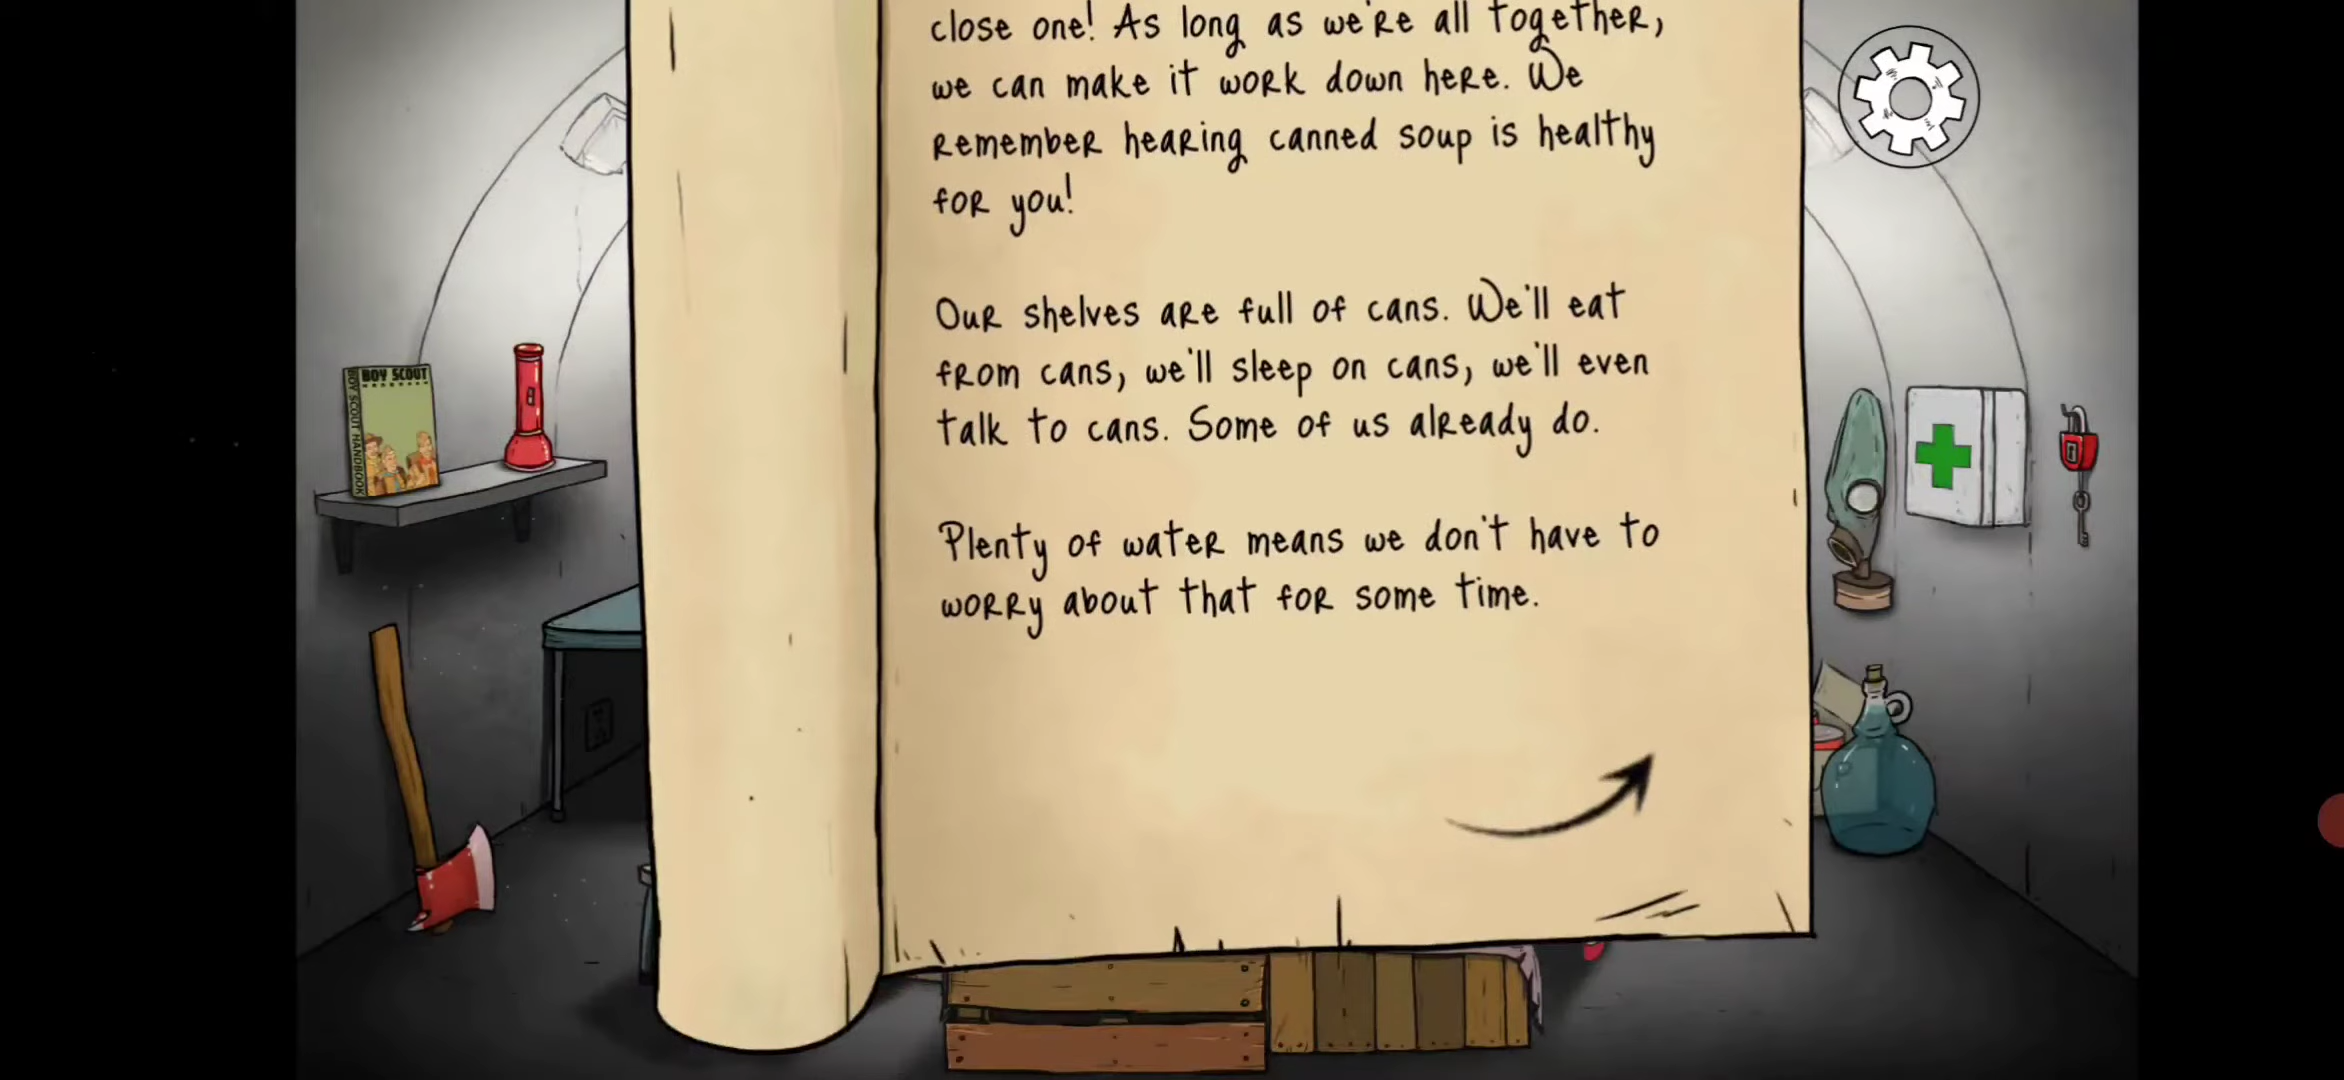 close one! As long as we're all together,
we can make it work down here. We
remember hearing canned soup is healthy
for you!
Our shelves are full of cans. We'll eat
from cans, we'll sleep on cans, we'll even
talk to cans. Some of us already do.
Plenty of water means we don't have to
worry about that for some time.
BOY SCOUT
BOY SCOUT HANDBOOK